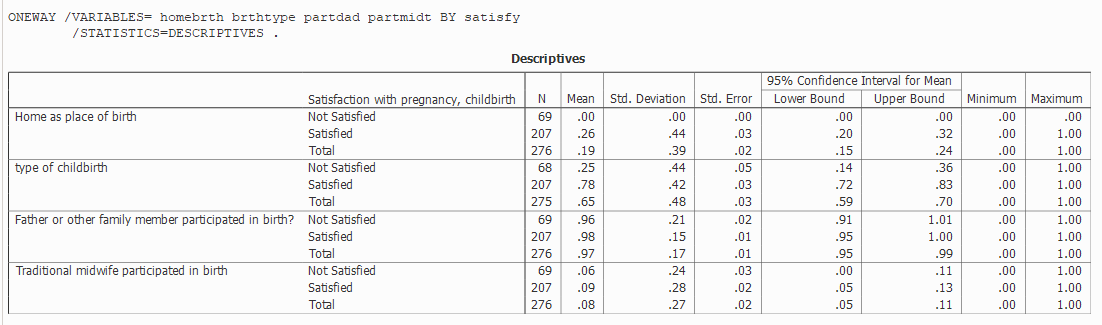 ONEWAY /VARIABLES= homebrth brthtype partdad partmidt BY satisfy
/STATISTICS=DESCRIPTIVES .
Descriptives
95% Confidence Interval for Mean
Satisfaction with pregnancy, childbirth N Mean Std. Deviation Std. Error Lower Bound Upper Bound Minimum Maximum
Home as place of birth Not Satisfied 69 .00 .00 .00 .00 .00 .00 .00
Satisfied 207 .26 .44 .03 .20 .32 .00 1.00
Total 276 .19 .39 .02 .15 .24 .00 1.00
type of childbirth Not Satisfied 68 .25 .44 .05 .14 .36 .00 1.00
Satisfied 207 .78 .42 .03 .72 .83 .00 1.00
Total 275 .65 .48 .03 .59 .70 .00 1.00
Father or other family member participated in birth? Not Satisfied 69 .96 .21 .02 .91 1.01 .00 1.00
Satisfied 207 .98 .15 .01 .95 1.00 .00 1.00
Total 276 .97 .17 .01 .95 .99 .00 1.00
Traditional midwife participated in birth Not Satisfied 69 .06 .24 .03 .00 .11 .00 1.00
Satisfied 207 .09 .28 .02 .05 .13 .00 1.00
Total 276 .08 .27 .02 .05 .11 .00 1.00